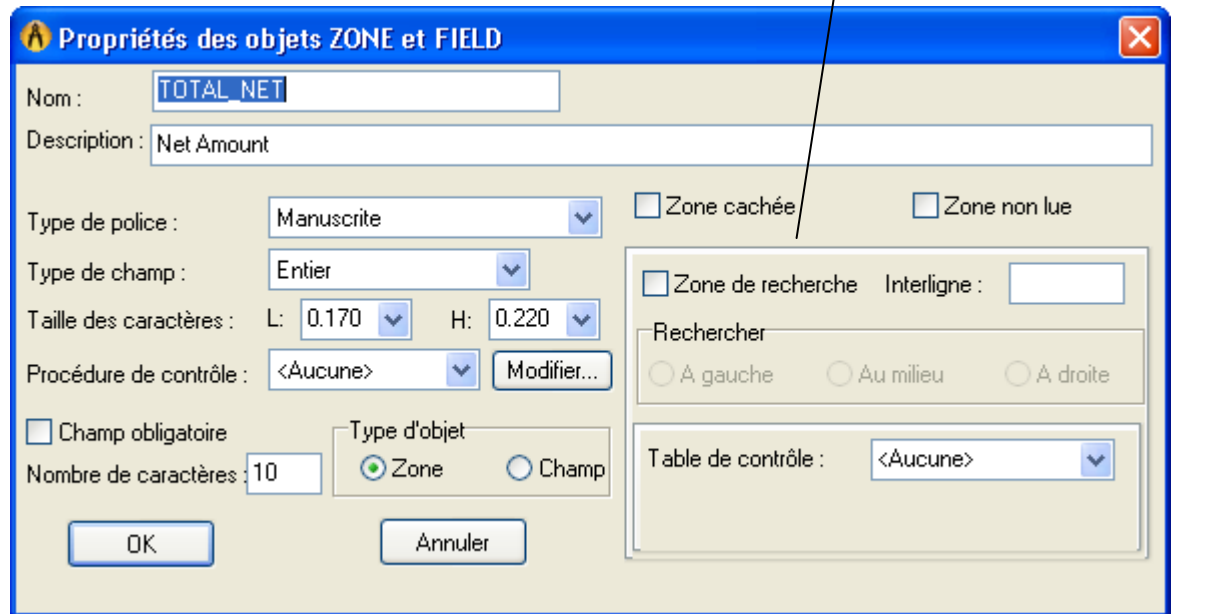 Propriétés des objets ZONE et FIELD
Nom : TOTAL_NET
Description : Net Amount
Type de police : Manuscrite
Zone cachée Zone non lue
Type de champ : Entier
Zone de recherche Interligne :
Taille des caractères : L: 0.170 H: 0.220
Rechercher
A gauche Au milieu A droite
Procédure de contrôle : <Aucune> Modifier...
Champ obligatoire
Type d'objet
Zone Champ
Nombre de caractères : 10
Table de contrôle : <Aucune>
OK Annuler